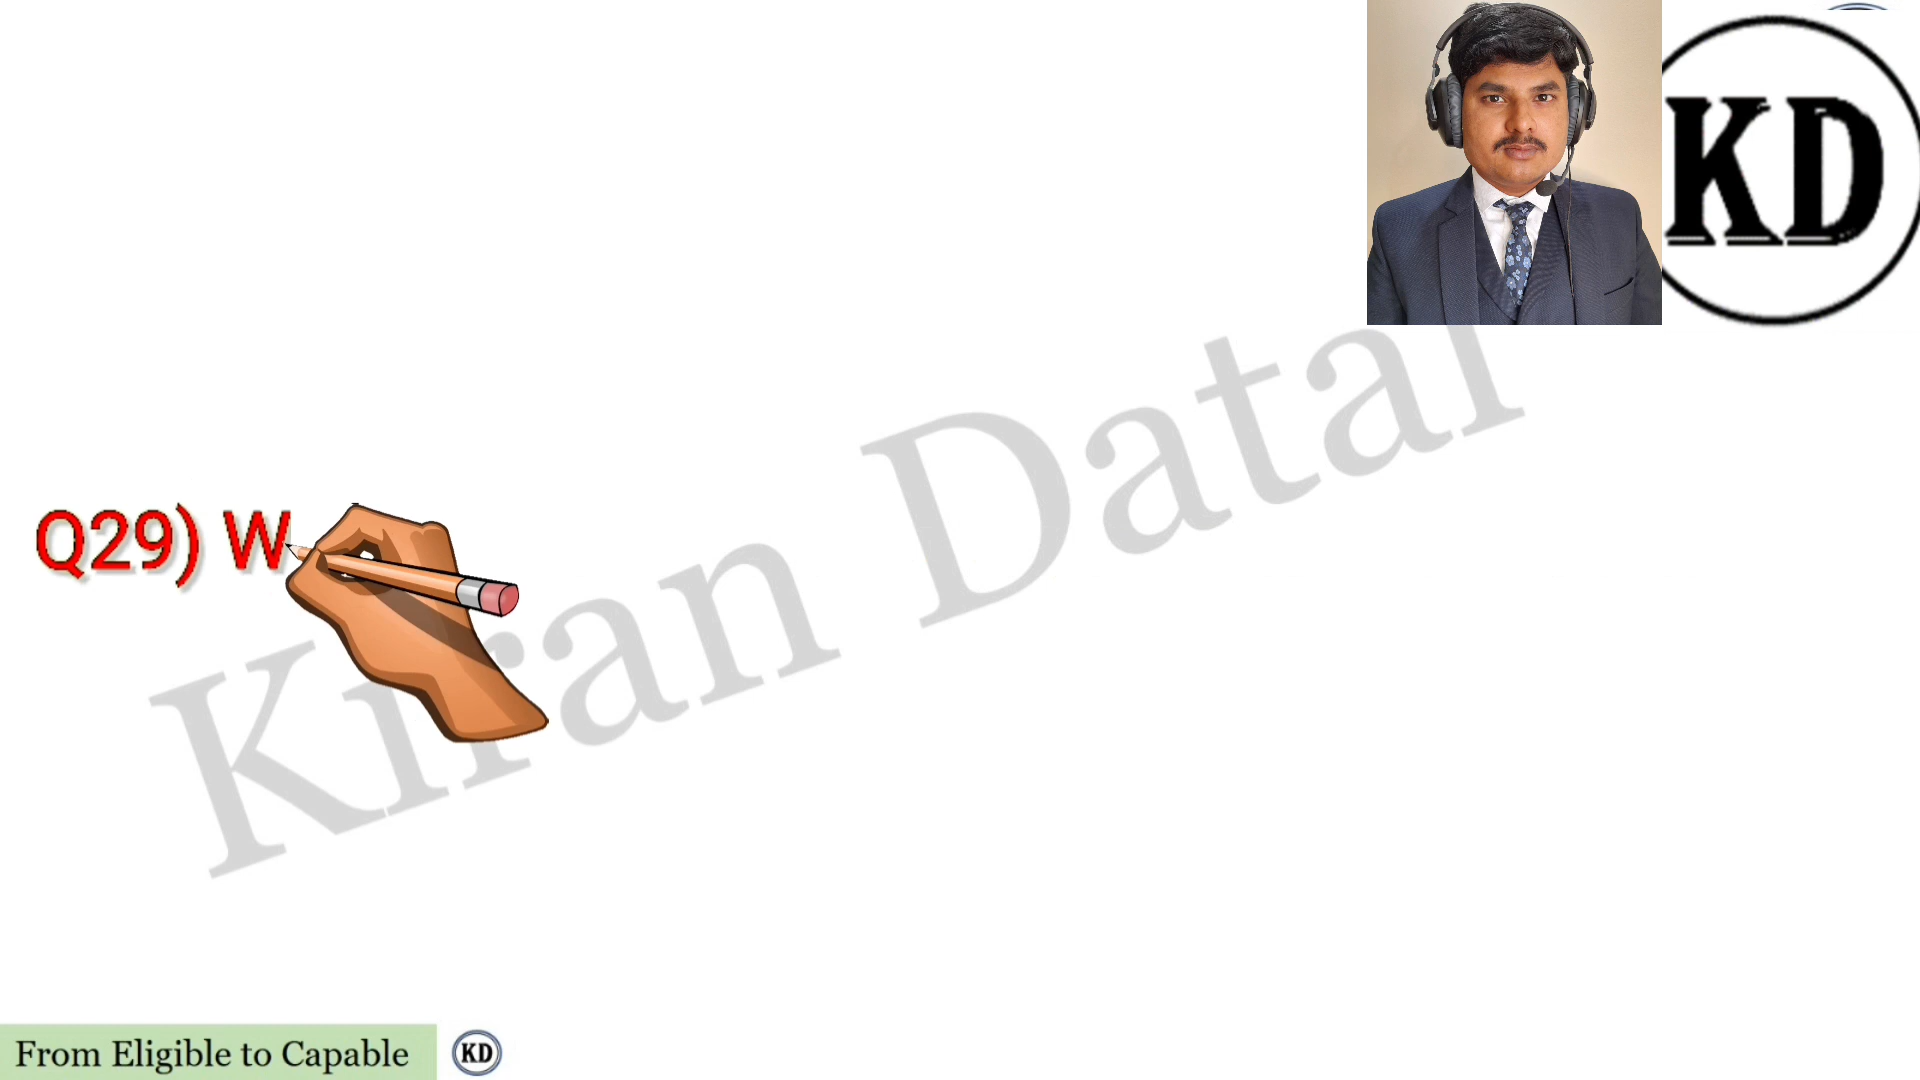 KD
Kiran Datar
Q29) W
From Eligible to Capable
KD